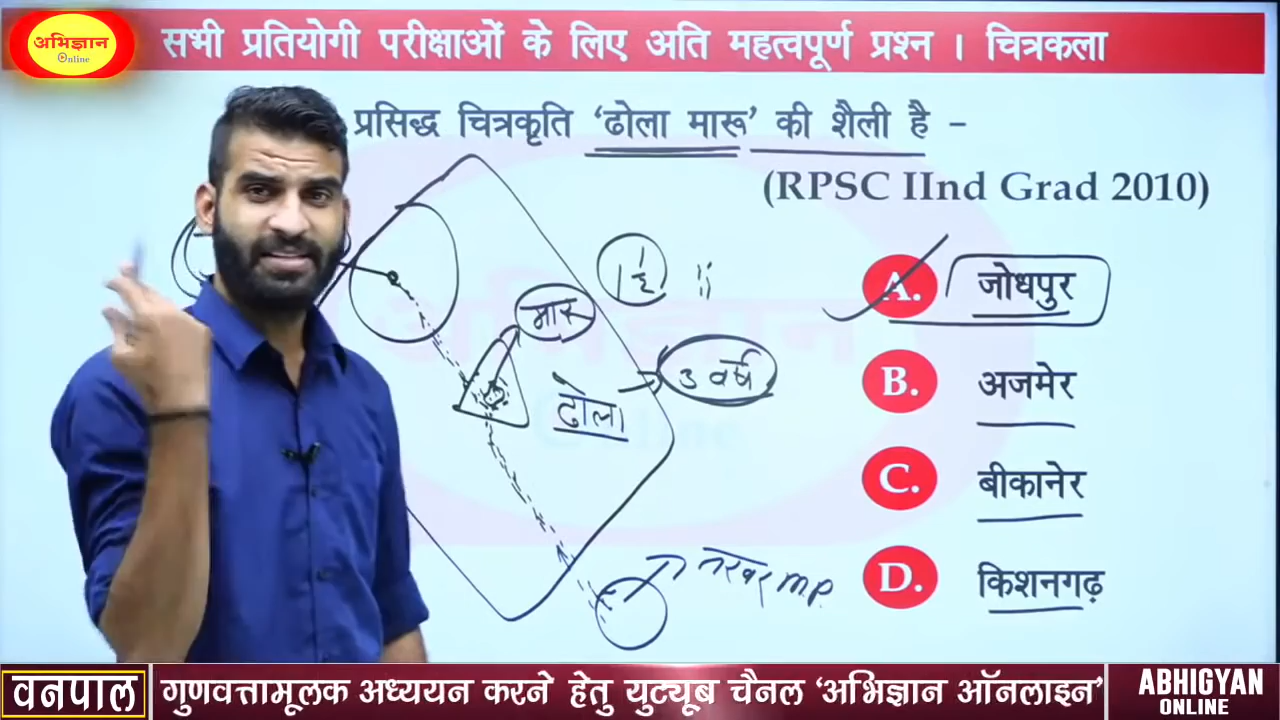 अभिज्ञान
Online
सभी प्रतियोगी परीक्षाओं के लिए अति महत्वपूर्ण प्रश्न । चित्रकला
प्रसिद्ध चित्रकृति ‘ढोला मारू’ की शैली है –
(RPSC IInd Grad 2010)
A. जोधपुर
B. अजमेर
C. बीकानेर
D. किशनगढ़
मारू
ढोला
3 वर्ष
नरवर M.P.
वनपाल
गुणवत्तामूलक अध्ययन करने हेतु युट्यूब चैनल ‘अभिज्ञान ऑनलाइन’
ABHIGYAN
ONLINE